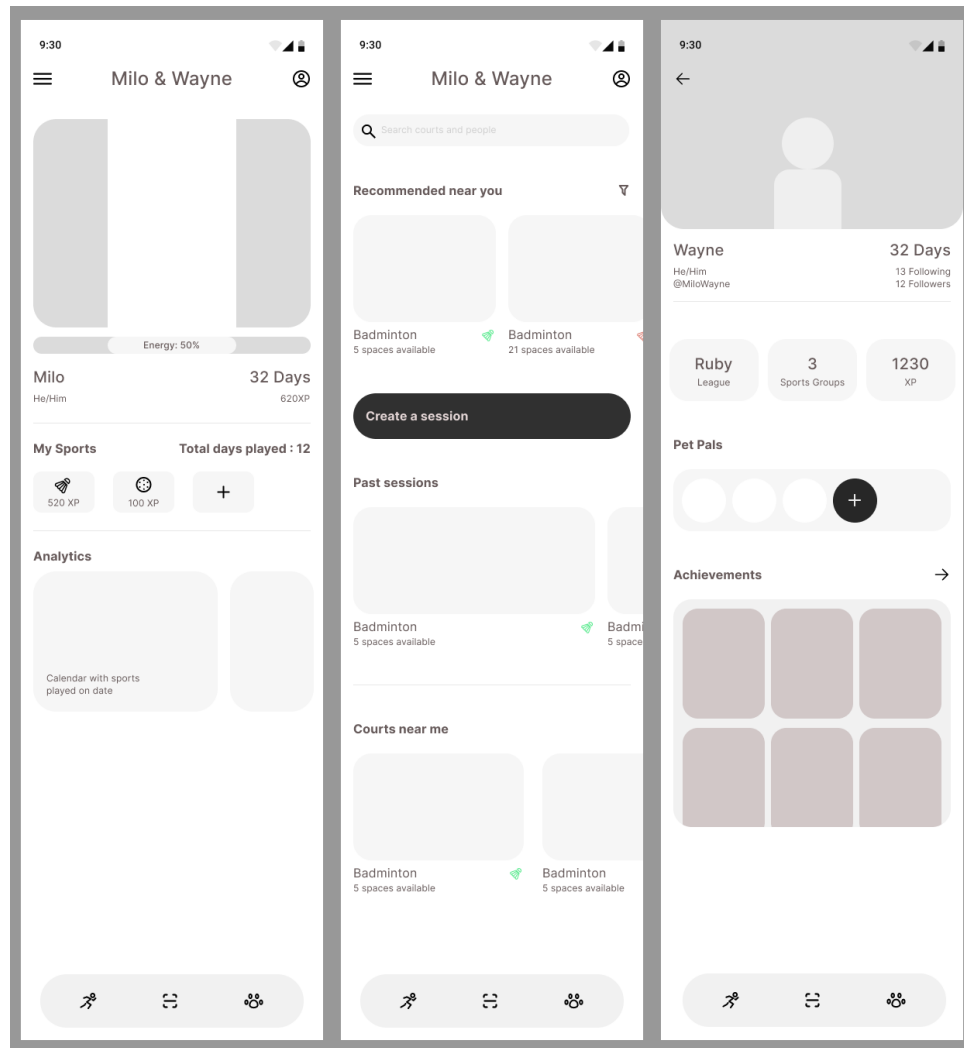 9:30
Milo & Wayne
Energy: 50%
Milo
32 Days
He/Him
620XP
My Sports
Total days played : 12
520 XP
100 XP
Analytics
Calendar with sports
played on date
9:30
Milo & Wayne
Search courts and people
Recommended near you
Badminton
5 spaces available
Badminton
21 spaces available
Create a session
Past sessions
Badminton
5 spaces available
Badmi
5 space
Courts near me
Badminton
5 spaces available
Badminton
5 spaces available
9:30
Wayne
32 Days
He/Him
13 Following
@MiloWayne
12 Followers
Ruby
League
3
Sports Groups
1230
XP
Pet Pals
Achievements